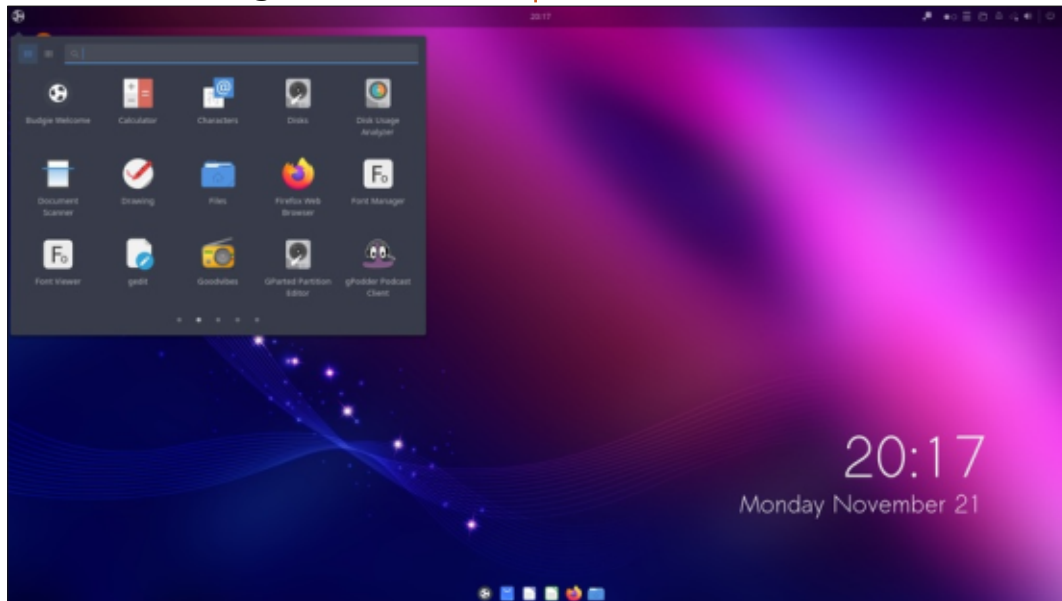 20:17
Budgie Welcome
Calculator
Characters
Disks
Disk Usage
Analyzer
Document
Scanner
Drawing
Files
Firefox Web
Browser
Font Manager
Font Viewer
gedit
Goodvibes
GParted Partition
Editor
gPodder Podcast
Client
20:17
Monday November 21